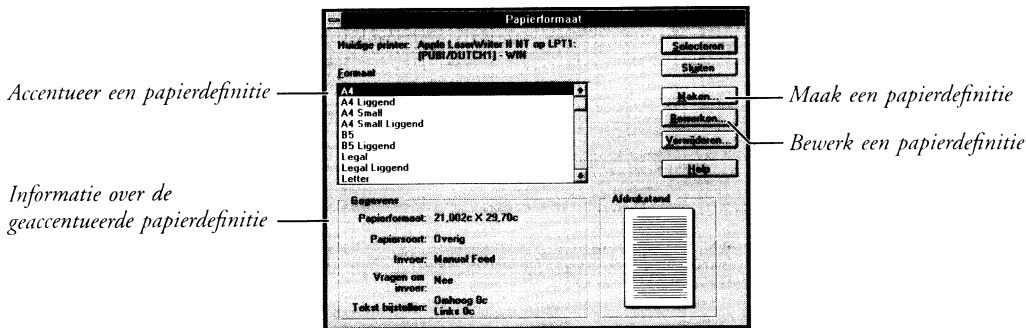 Papierformaat
Huidige printer: Apple LaserWriter II NT op LPT1:
(PUBI/DUTCH1) - WIN
Formaat
A4
A4 Liggend
A4 Small
A4 Small Liggend
B5
B5 Liggend
Legal
Legal Liggend
Letter
Selecteren
Sluiten
Maken...
Bewerken...
Verwijderen...
Help
Accentueer een papierdefinitie
Maak een papierdefinitie
Bewerk een papierdefinitie
Informatie over de
geaccentueerde papierdefinitie
Gegevens
Papierformaat: 21,002c X 29,70c
Papiersoort: Overig
Invoer: Manual Feed
Vragen om
invoer: Nee
Tekst bijstellen: Omhoog 0c
Links 0c
Afdrukstand